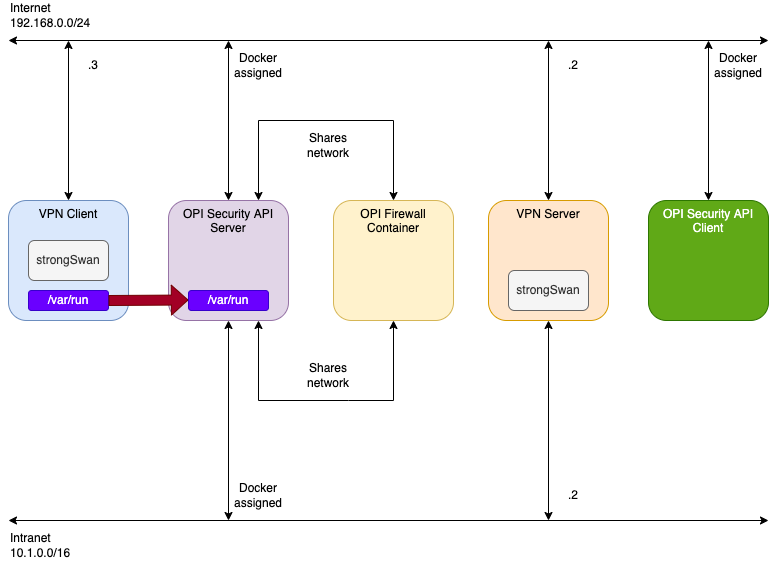 Internet
192.168.0.0/24
.3
Docker
assigned
.2
Docker
assigned
Shares
network
VPN Client
OPI Security API
Server
OPI Firewall
Container
VPN Server
OPI Security API
Client
strongSwan
/var/run
/var/run
strongSwan
Shares
network
Docker
assigned
.2
Intranet
10.1.0.0/16